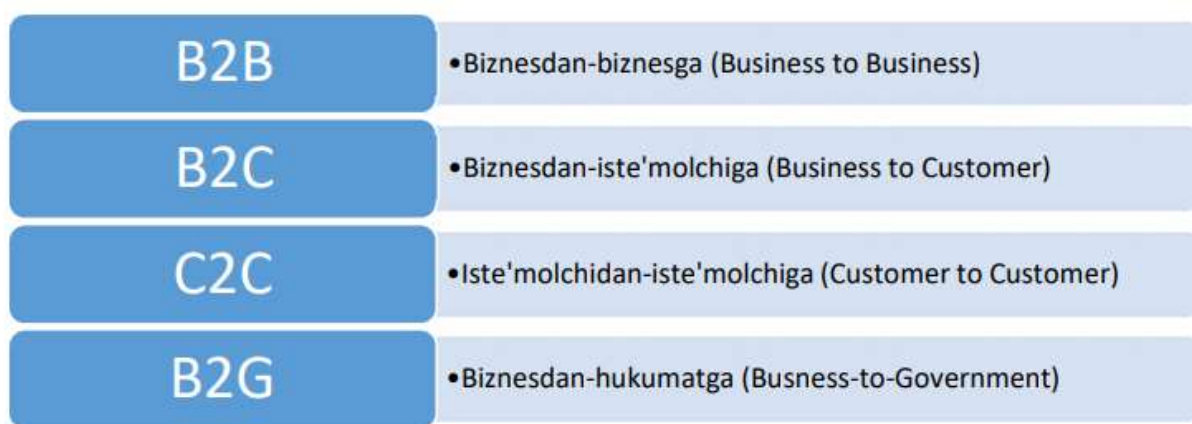 B2B
•Biznesdan-biznesga (Business to Business)
B2C
•Biznesdan-iste'molchiga (Business to Customer)
C2C
•Iste'molchidan-iste'molchiga (Customer to Customer)
B2G
•Biznesdan-hukumatga (Busness-to-Government)